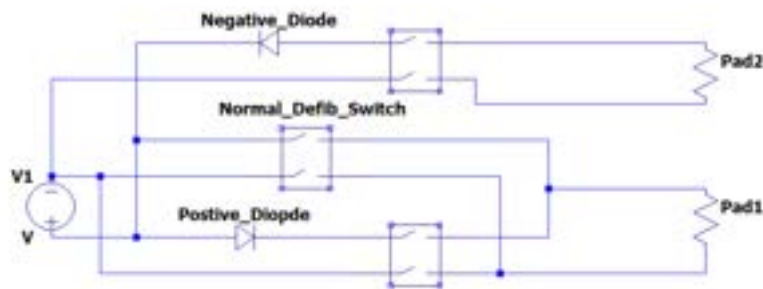 Negative_Diode
Pad2
Normal_Defib_Switch
V1
Postive_Diopde
Pad1
V